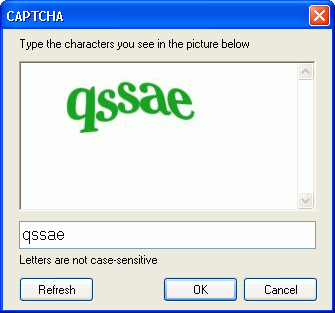 CAPTCHA
Type the characters you see in the picture below
qssae
qssae
Letters are not case-sensitive
Refresh OK Cancel